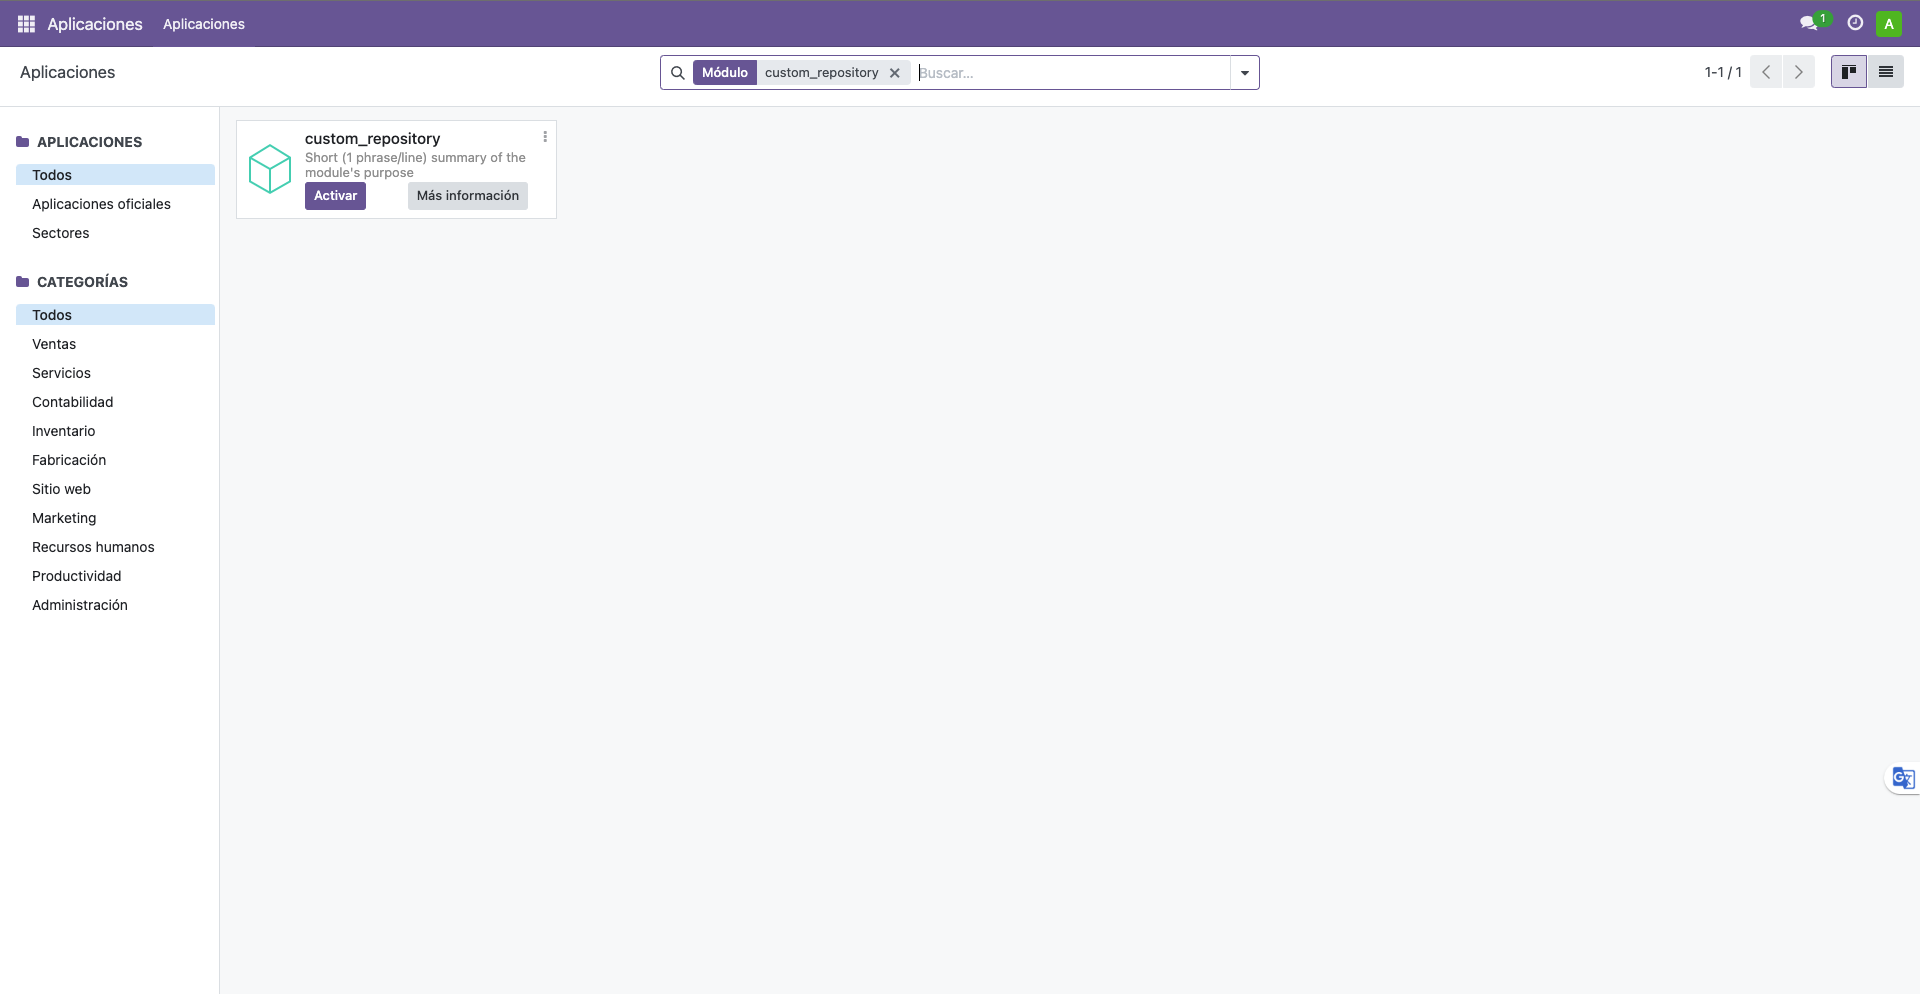 Aplicaciones
Aplicaciones
1
A
Aplicaciones
Módulo custom_repository Buscar...
1-1 / 1
APLICACIONES
Todos
Aplicaciones oficiales
Sectores
CATEGORÍAS
Todos
Ventas
Servicios
Contabilidad
Inventario
Fabricación
Sitio web
Marketing
Recursos humanos
Productividad
Administración
custom_repository
Short (1 phrase/line) summary of the
module's purpose
Activar
Más información
G